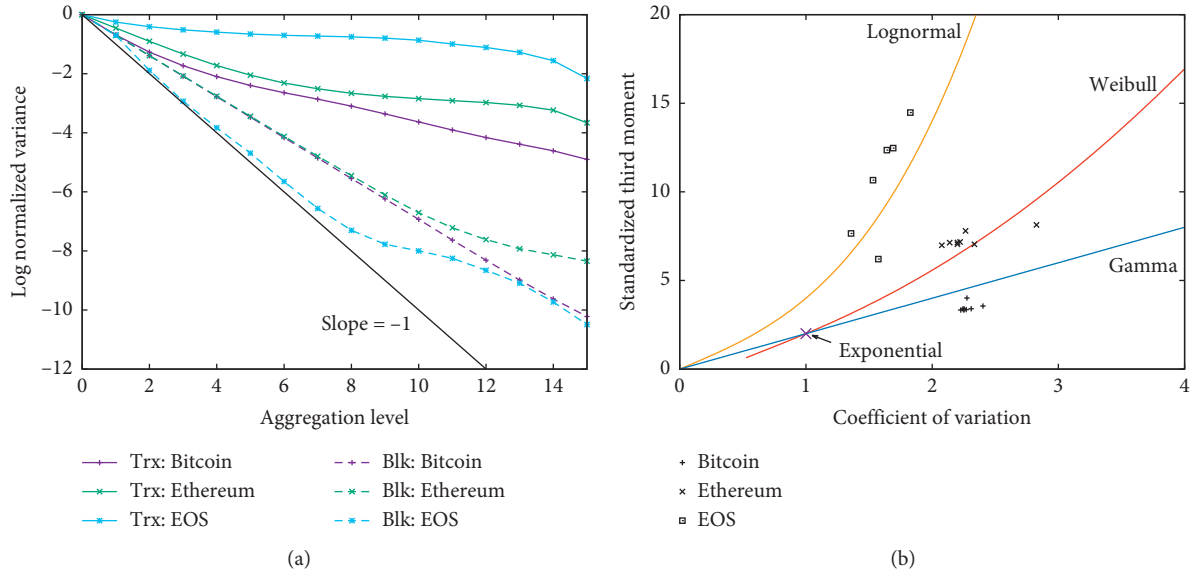 0
−2
−4
−6
−8
−10
−12
Log normalized variance
Slope = −1
0 2 4 6 8 10 12 14
Aggregation level
Trx: Bitcoin
Trx: Ethereum
Trx: EOS
Blk: Bitcoin
Blk: Ethereum
Blk: EOS
(a)
20
15
10
5
0
Standardized third moment
Lognormal
Weibull
Gamma
Exponential
0 1 2 3 4
Coefficient of variation
Bitcoin
Ethereum
EOS
(b)